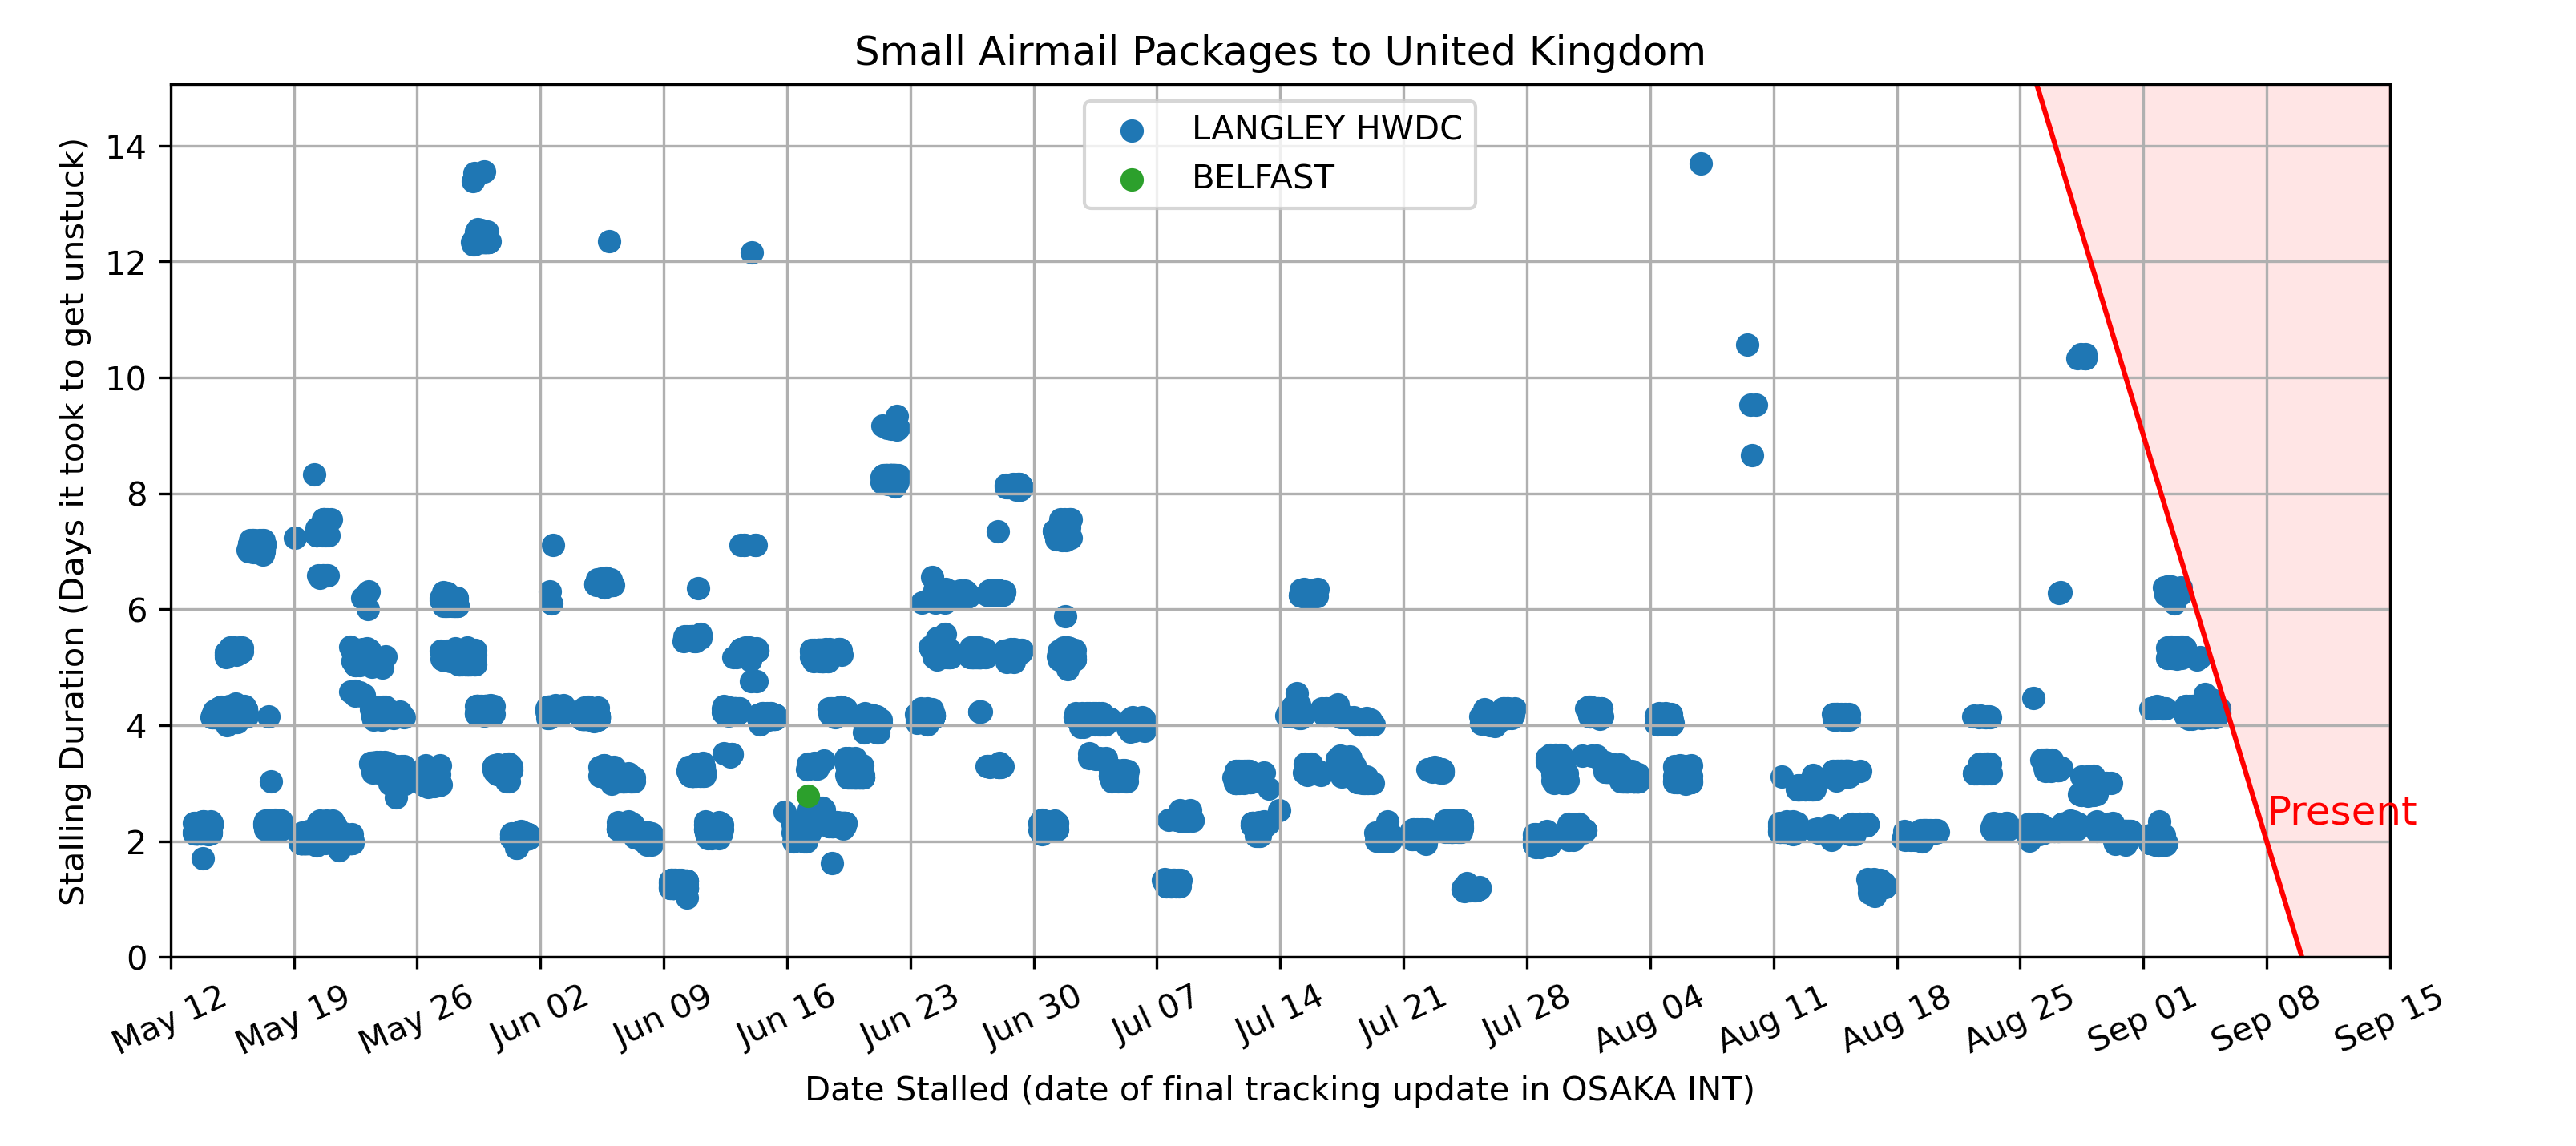 Small Airmail Packages to United Kingdom
LANGLEY HWDC
BELFAST
Stalling Duration (Days it took to get unstuck)
14
12
10
8
6
4
2
0
Present
May 12
May 19
May 26
Jun 02
Jun 09
Jun 16
Jun 23
Jun 30
Jul 07
Jul 14
Jul 21
Jul 28
Aug 04
Aug 11
Aug 18
Aug 25
Sep 01
Sep 08
Sep 15
Date Stalled (date of final tracking update in OSAKA INT)